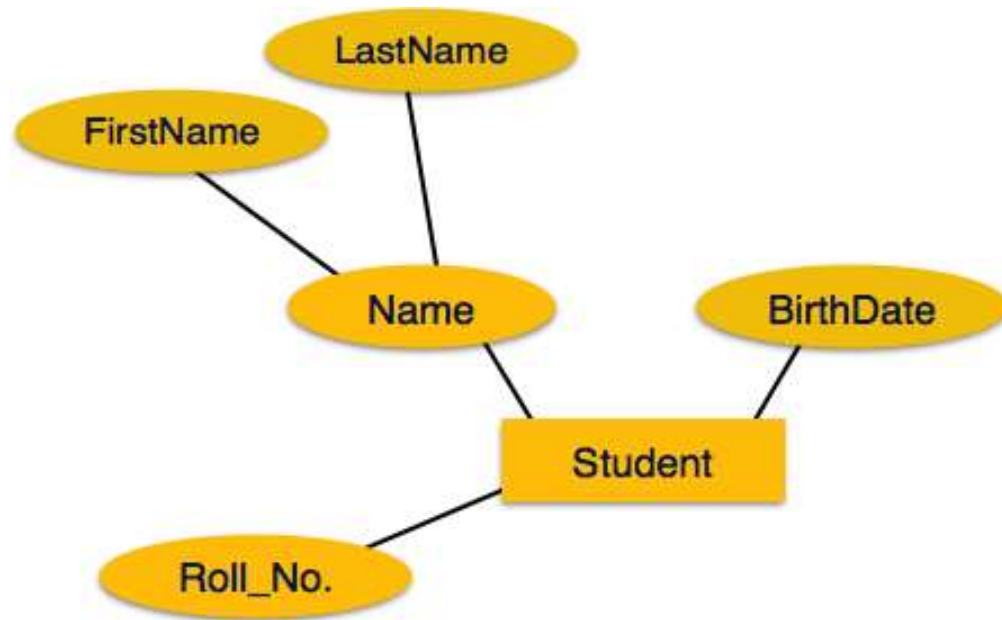 LastName
FirstName
Name
BirthDate
Student
Roll_No.